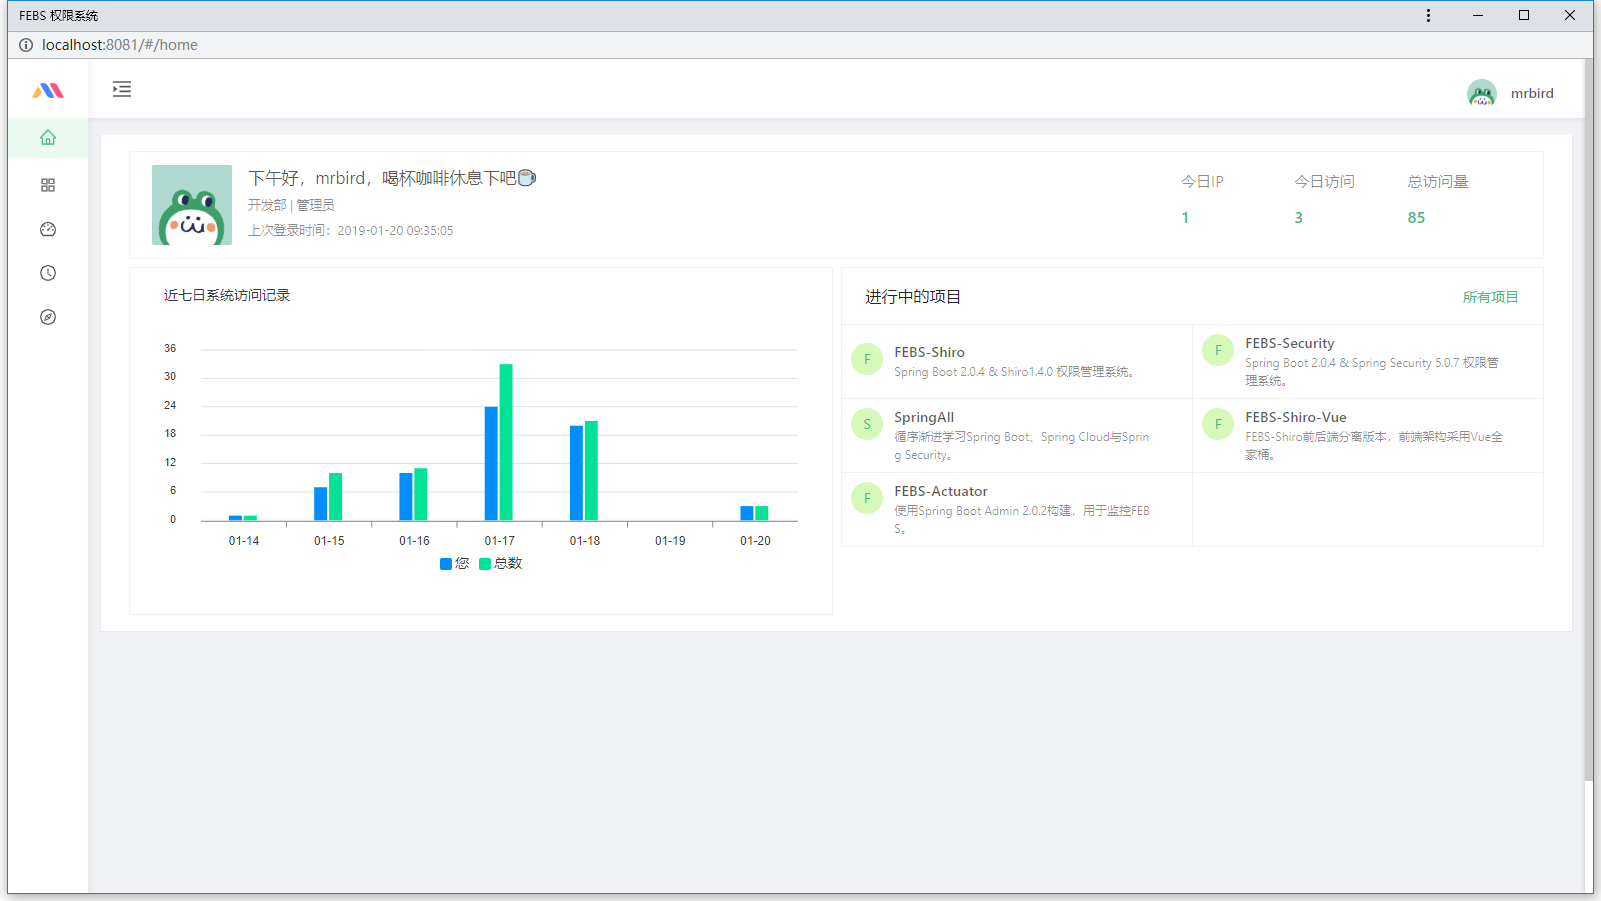 FEBS 权限系统
localhost:8081/#/home
mrbird
下午好，mrbird，喝杯咖啡休息下吧☕
开发部 | 管理员
上次登录时间：2019-01-20 09:35:05
今日IP
今日访问
总访问量
1
3
85
近七日系统访问记录
36
30
24
18
12
6
0
01-14
01-15
01-16
01-17
01-18
01-19
01-20
您
总数
进行中的项目
所有项目
F
FEBS-Shiro
Spring Boot 2.0.4 & Shiro1.4.0 权限管理系统。
F
FEBS-Security
Spring Boot 2.0.4 & Spring Security 5.0.7 权限管
理系统。
S
SpringAll
循序渐进学习Spring Boot、Spring Cloud与Sprin
g Security。
F
FEBS-Shiro-Vue
FEBS-Shiro前后端分离版本，前端架构采用Vue全
家桶。
F
FEBS-Actuator
使用Spring Boot Admin 2.0.2构建，用于监控FEB
S。